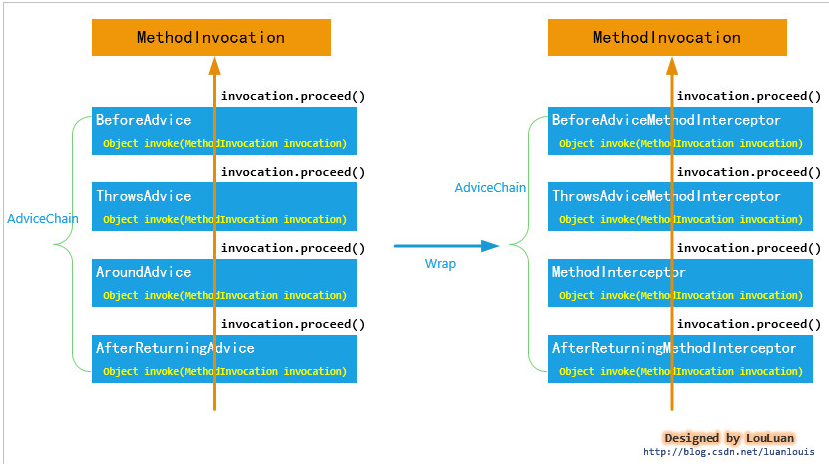 MethodInvocation
invocation.proceed()
BeforeAdvice
Object invoke(MethodInvocation invocation)
invocation.proceed()
ThrowsAdvice
Object invoke(MethodInvocation invocation)
AdviceChain
invocation.proceed()
AroundAdvice
Object invoke(MethodInvocation invocation)
invocation.proceed()
AfterReturningAdvice
Object invoke(MethodInvocation invocation)
Wrap
MethodInvocation
invocation.proceed()
BeforeAdviceMethodInterceptor
Object invoke(MethodInvocation invocation)
invocation.proceed()
AdviceChain
ThrowsAdviceMethodInterceptor
Object invoke(MethodInvocation invocation)
invocation.proceed()
MethodInterceptor
Object invoke(MethodInvocation invocation)
invocation.proceed()
AfterReturningMethodInterceptor
Object invoke(MethodInvocation invocation)
Designed by LouLuan
http://blog.csdn.net/luanlouis